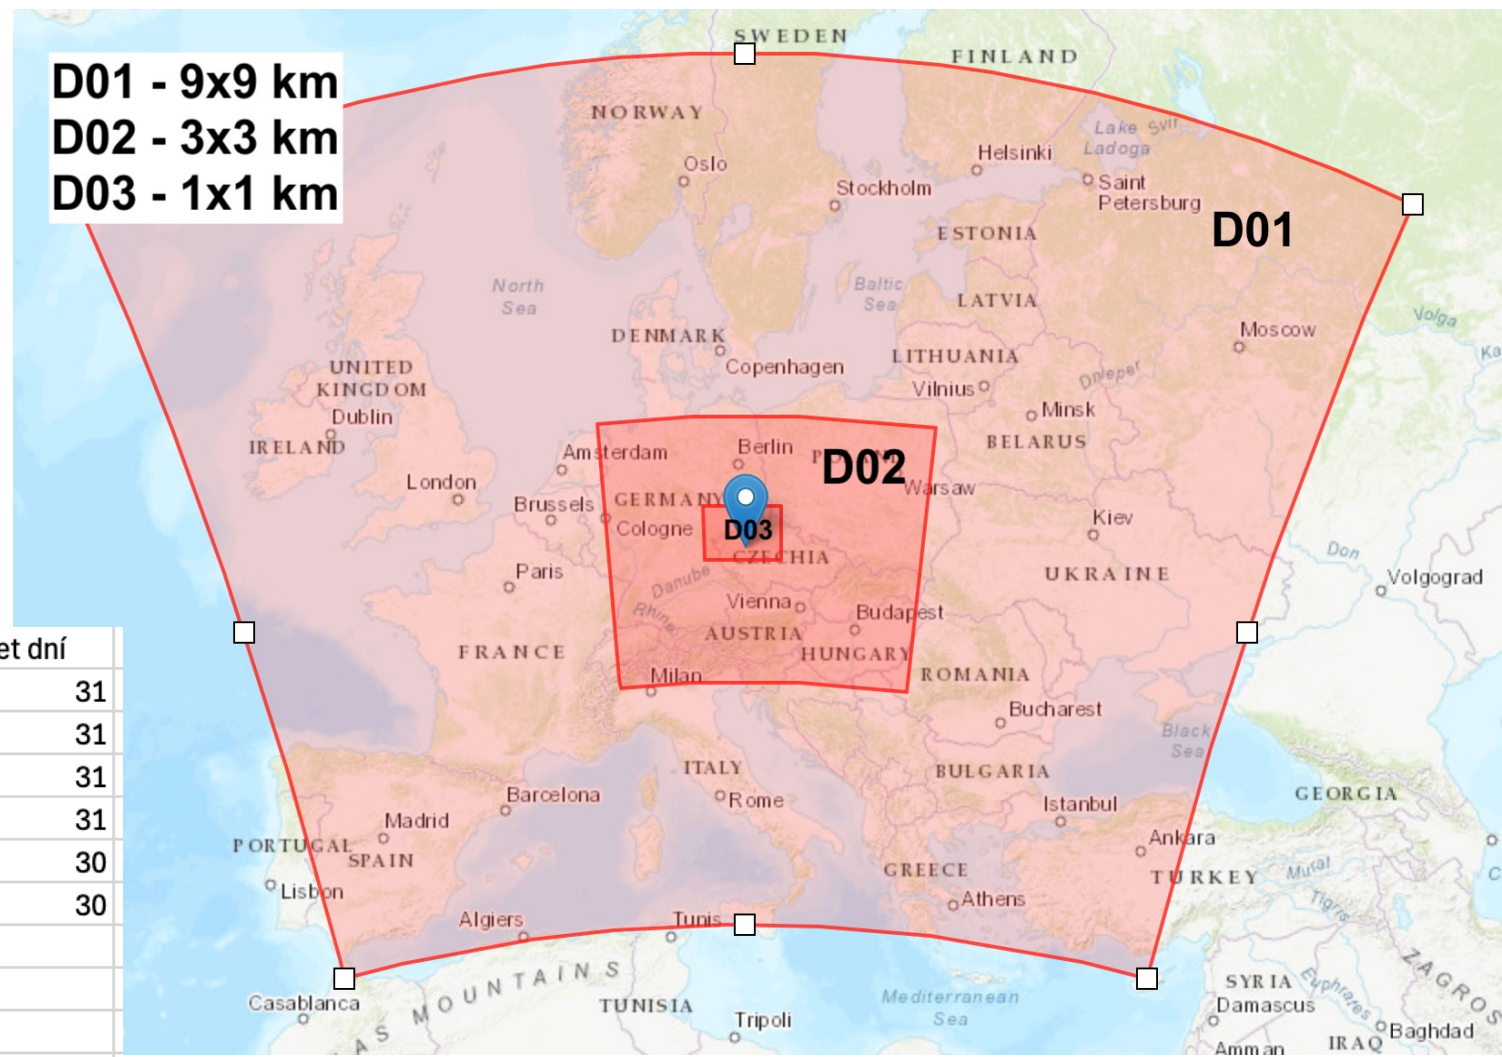 D01 - 9x9 km
D02 - 3x3 km
D03 - 1x1 km
SWEDEN
FINLAND
NORWAY
Lake Svir
Ladoga
Oslo
Helsinki
Stockholm
Saint
Petersburg
D01
ESTONIA
North
Sea
Baltic
Sea
LATVIA
Volga
Moscow
DENMARK
Copenhagen
LITHUANIA
Vilnius
Dnieper
UNITED
KINGDOM
Dublin
Minsk
IRELAND
BELARUS
Amsterdam
Berlin
D02
London
Warsaw
Brussels
GERMANY
Cologne
D03
Kiev
CZECHIA
Don
Paris
Danube
UKRAINE
Volgograd
Rhine
Vienna
Budapest
AUSTRIA
et dní
FRANCE
HUNGARY
Milan
ROMANIA
31
Bucharest
31
Black
Sea
ITALY
BULGARIA
31
Barcelona
Rome
Istanbul
GEORGIA
31
Madrid
Ankara
PORTUGAL
SPAIN
30
GREECE
TURKEY
Murat
Lisbon
Athens
Tigris
30
Algiers
Tunis
Casablanca
AS MOUNTAINS
TUNISIA
Tripoli
Mediterranean
Sea
SYRIA
Damascus
Euphrates
ZAGROS
Baghdad
IRAQ
Amman